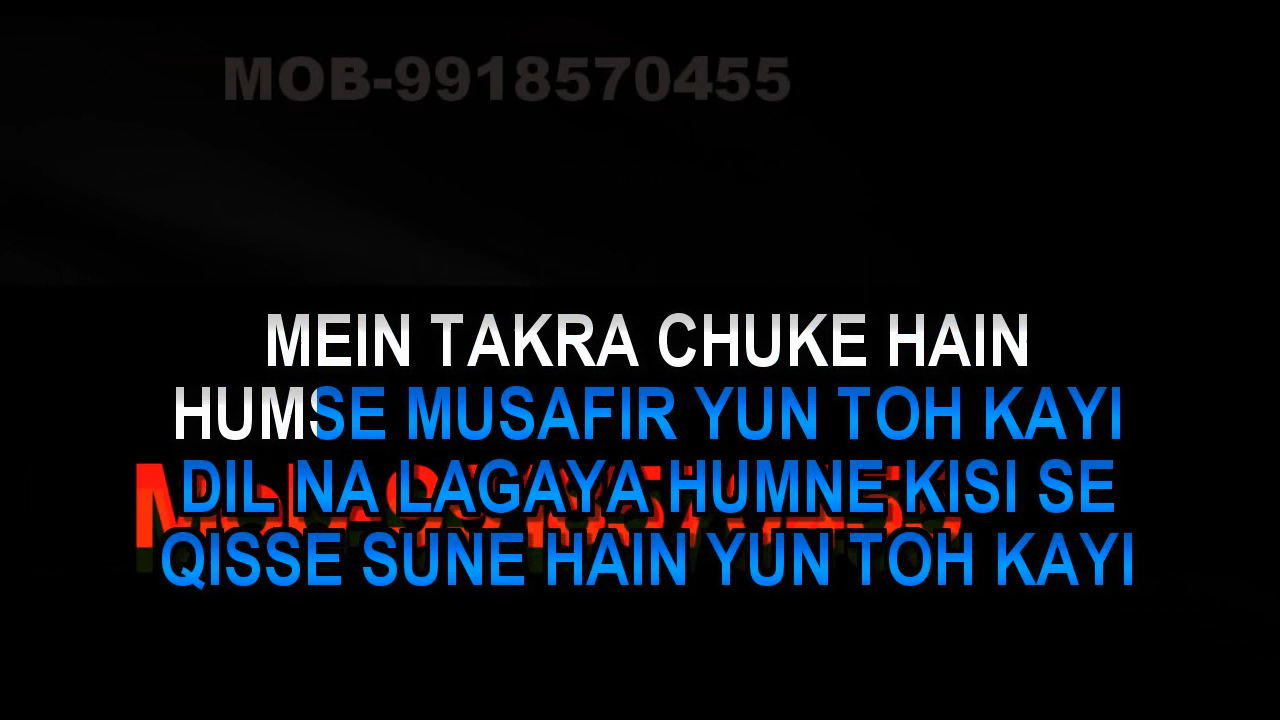 MOB-9918570455
MEIN TAKRA CHUKE HAIN
HUMSE MUSAFIR YUN TOH KAYI
DIL NA LAGAYA HUMNE KISI SE
QISSE SUNE HAIN YUN TOH KAYI